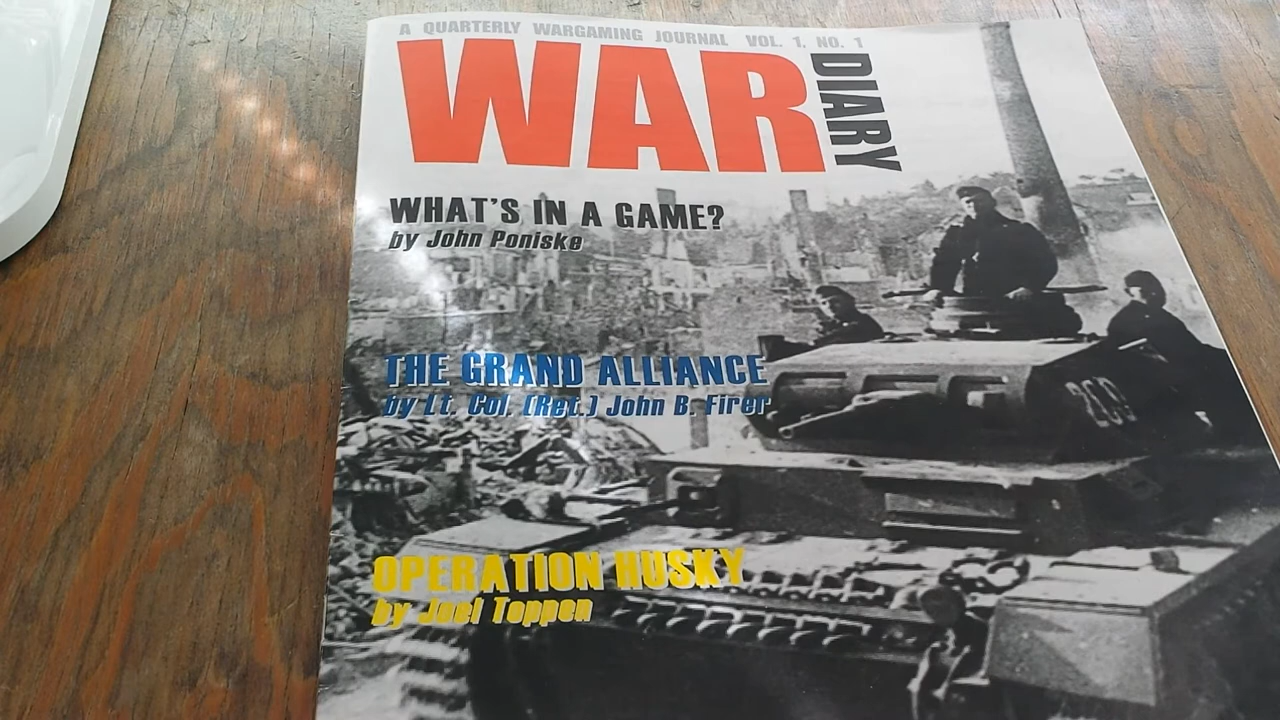 A QUARTERLY WARGAMING JOURNAL VOL. 1, NO. 1
WAR
DIARY
WHAT'S IN A GAME?
by John Poniske
THE GRAND ALLIANCE
by Lt. Col. (Ret.) John B. Firer
OPERATION HUSKY
by Joel Toppen
209